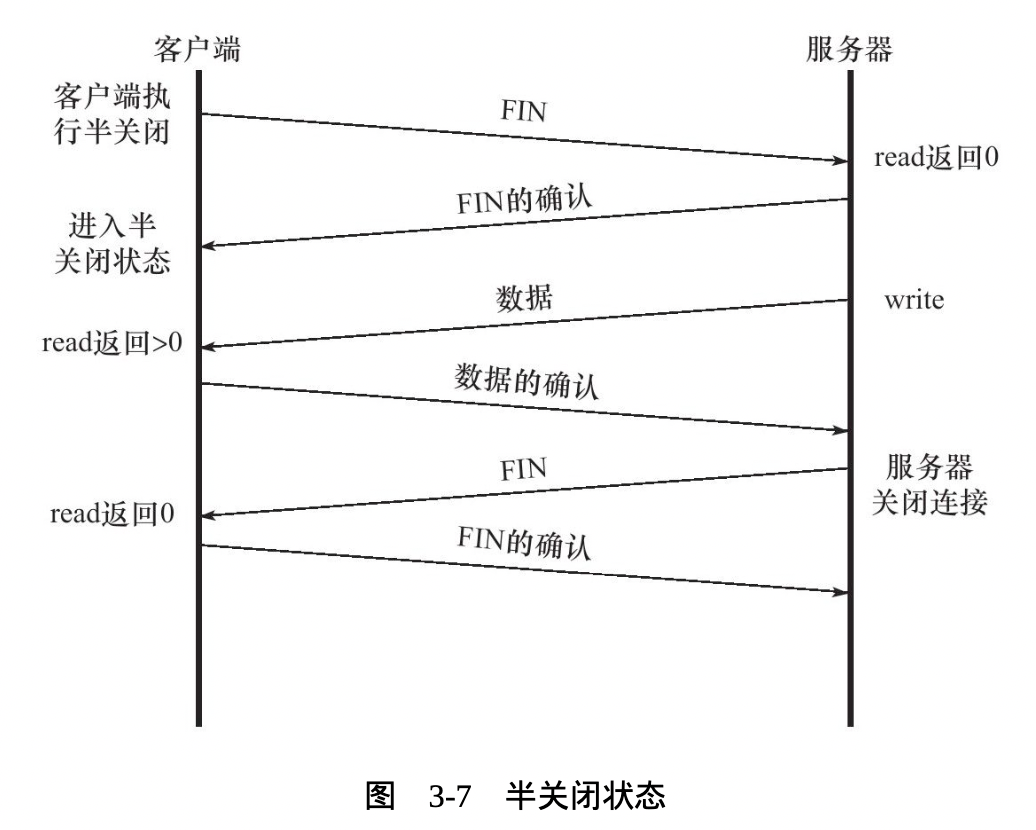 客户端
服务器
客户端执
行半关闭
FIN
read返回0
FIN的确认
进入半
关闭状态
数据
write
read返回>0
数据的确认
FIN
服务器
关闭连接
read返回0
FIN的确认
图 3-7 半关闭状态